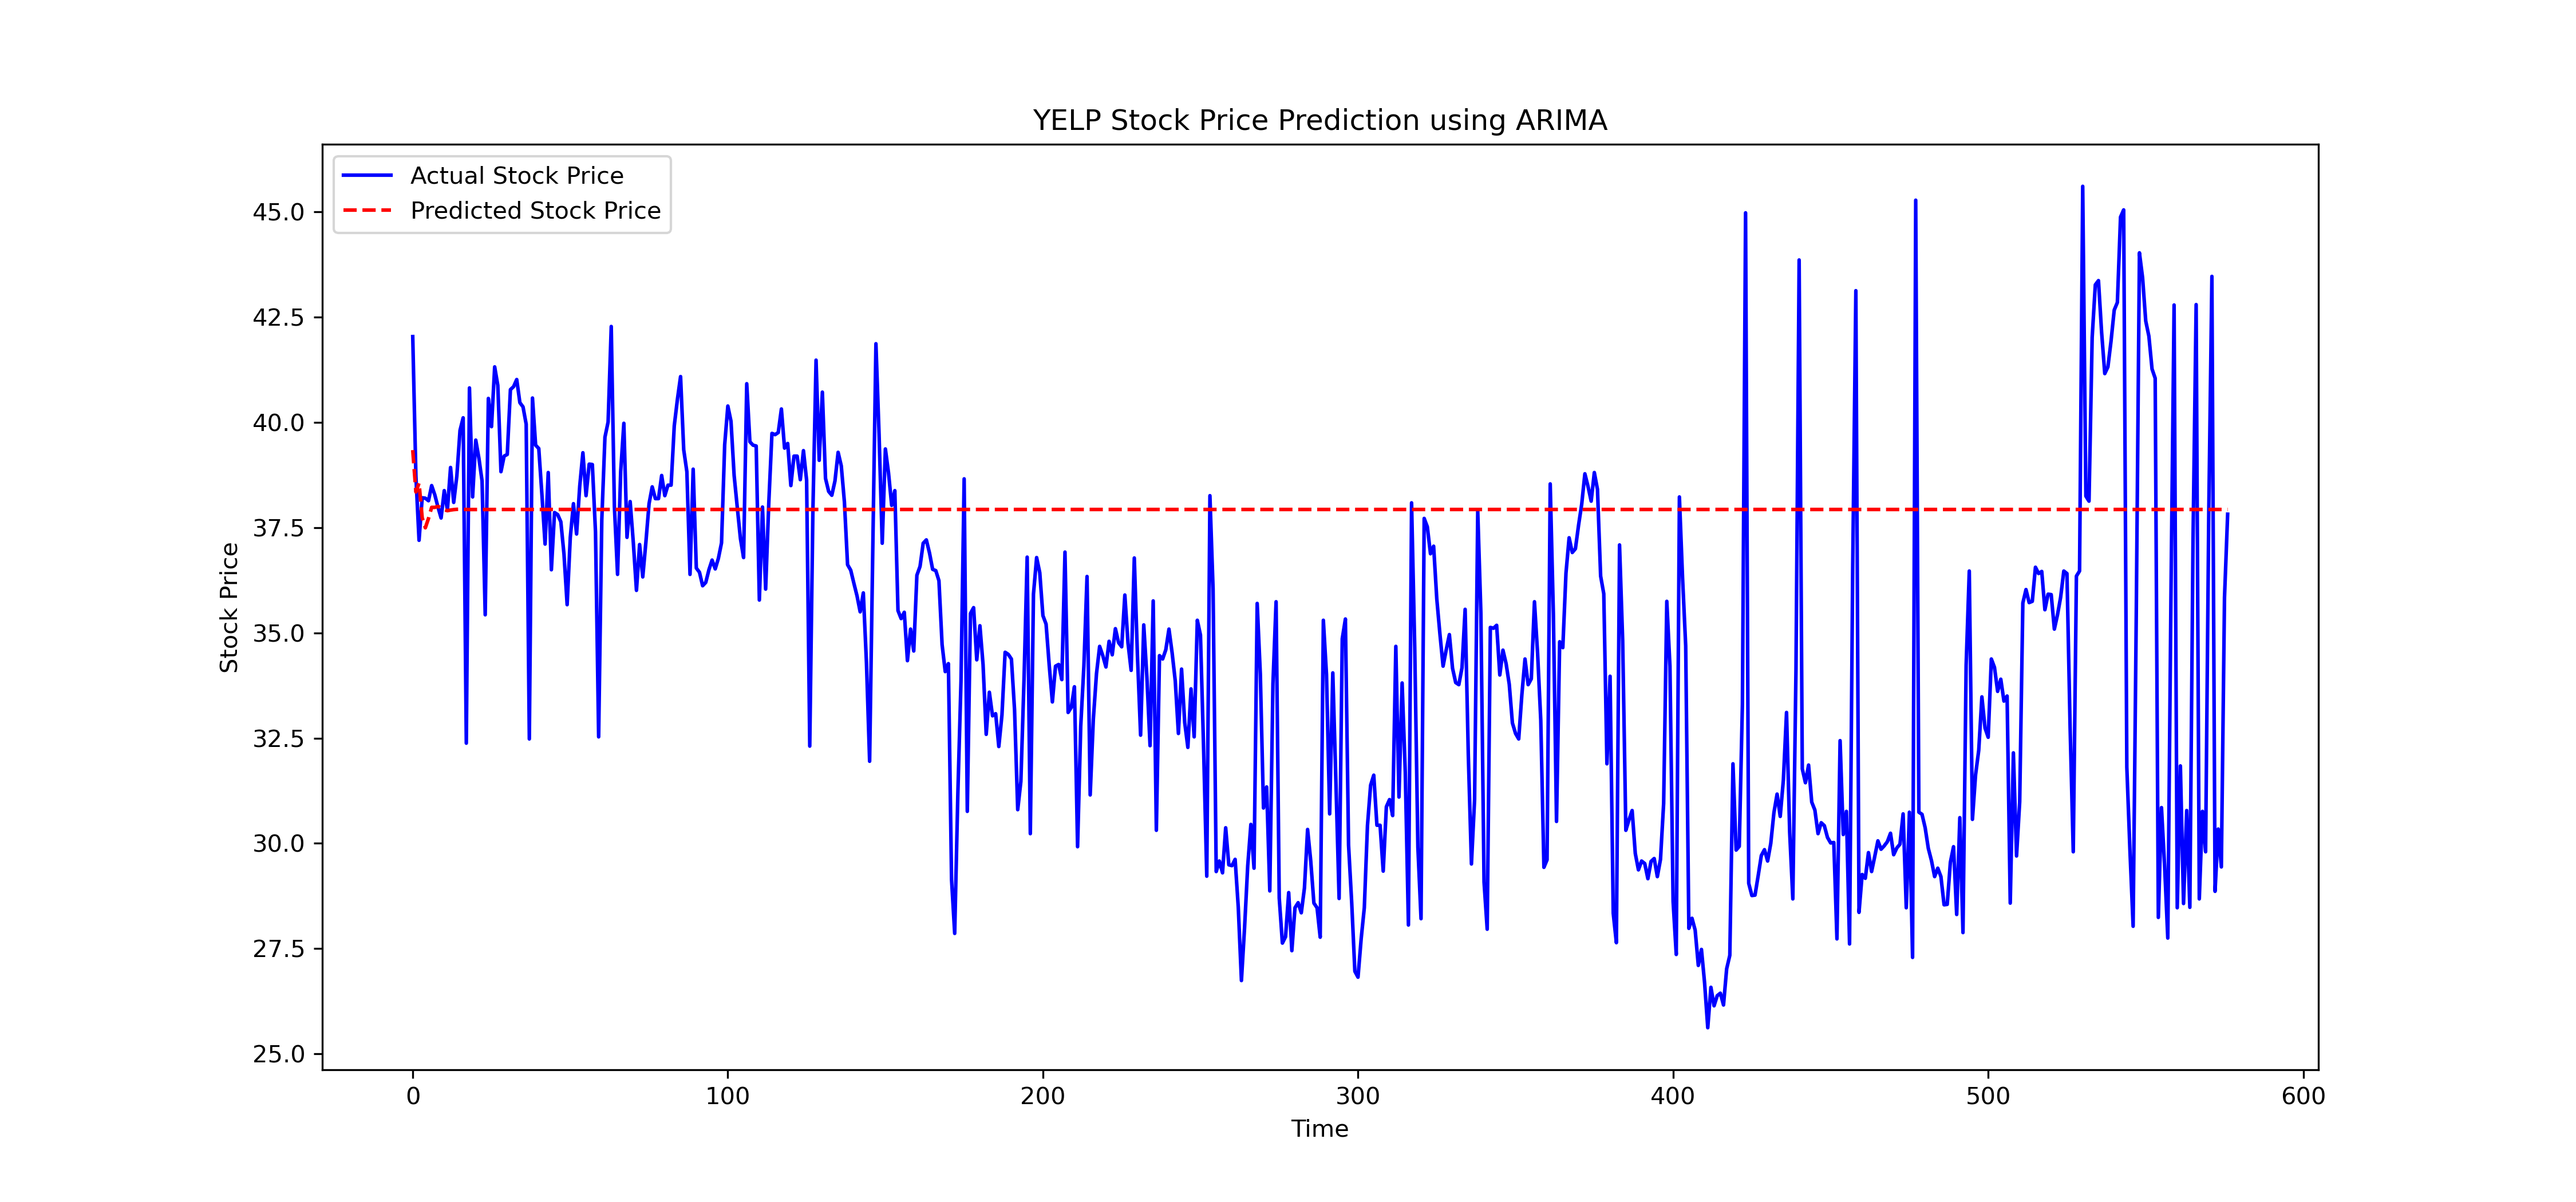 YELP Stock Price Prediction using ARIMA
Actual Stock Price
Predicted Stock Price
45.0
42.5
40.0
37.5
35.0
32.5
30.0
27.5
25.0
Stock Price
0 100 200 300 400 500 600
Time